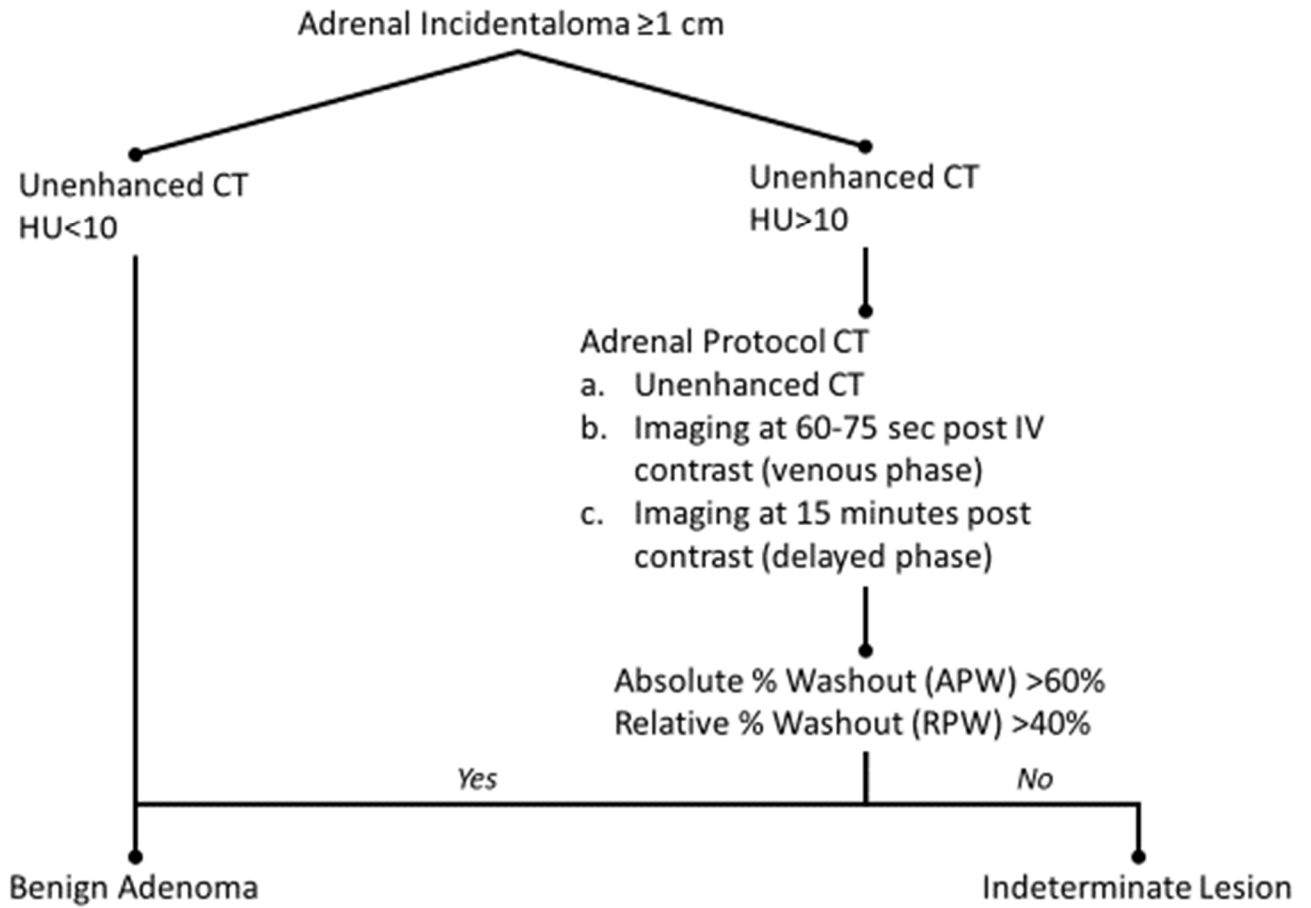 Adrenal Incidentaloma ≥1 cm
Unenhanced CT
HU<10
Unenhanced CT
HU>10
Adrenal Protocol CT
a. Unenhanced CT
b. Imaging at 60-75 sec post IV
contrast (venous phase)
c. Imaging at 15 minutes post
contrast (delayed phase)
Absolute % Washout (APW) >60%
Relative % Washout (RPW) >40%
Yes
No
Benign Adenoma
Indeterminate Lesion